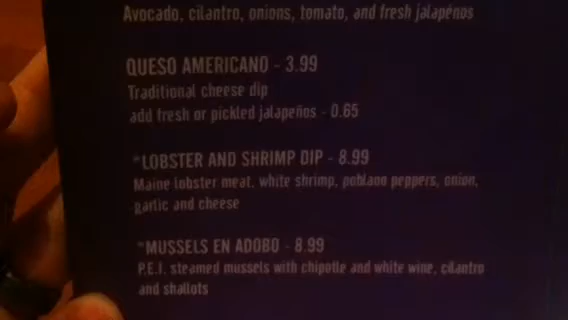 Avocado, cilantro, onions, tomato, and fresh jalapeños
QUESO AMERICANO - 3.99
Traditional cheese dip
add fresh or pickled jalapeños - 0.65
*LOBSTER AND SHRIMP DIP - 8.99
Maine lobster meat, white shrimp, poblano peppers, onion,
garlic and cheese
*MUSSELS EN ADOBO - 8.99
P.E.I. steamed mussels with chipotle and white wine, cilantro
and shallots